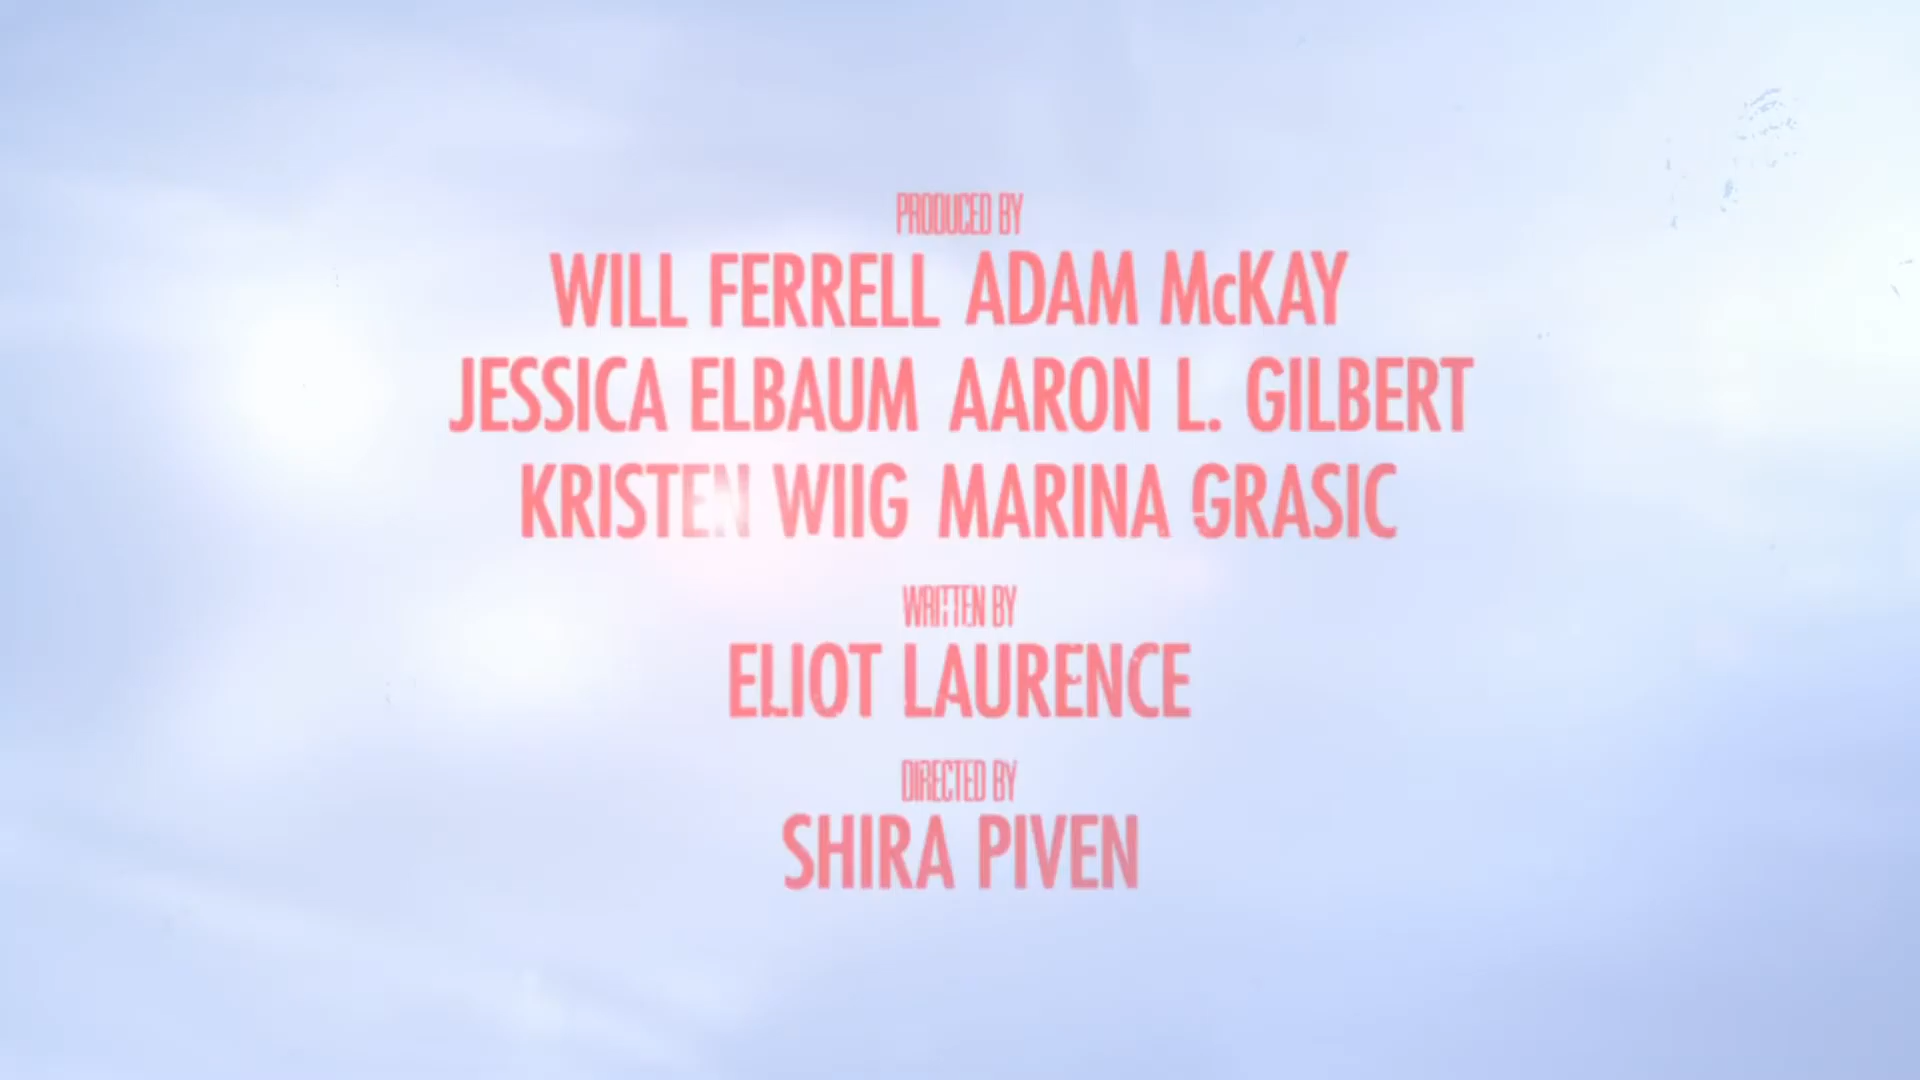 PRODUCED BY
WILL FERRELL ADAM McKAY
JESSICA ELBAUM AARON L. GILBERT
KRISTEN WIIG MARINA GRASIC
WRITTEN BY
ELIOT LAURENCE
DIRECTED BY
SHIRA PIVEN